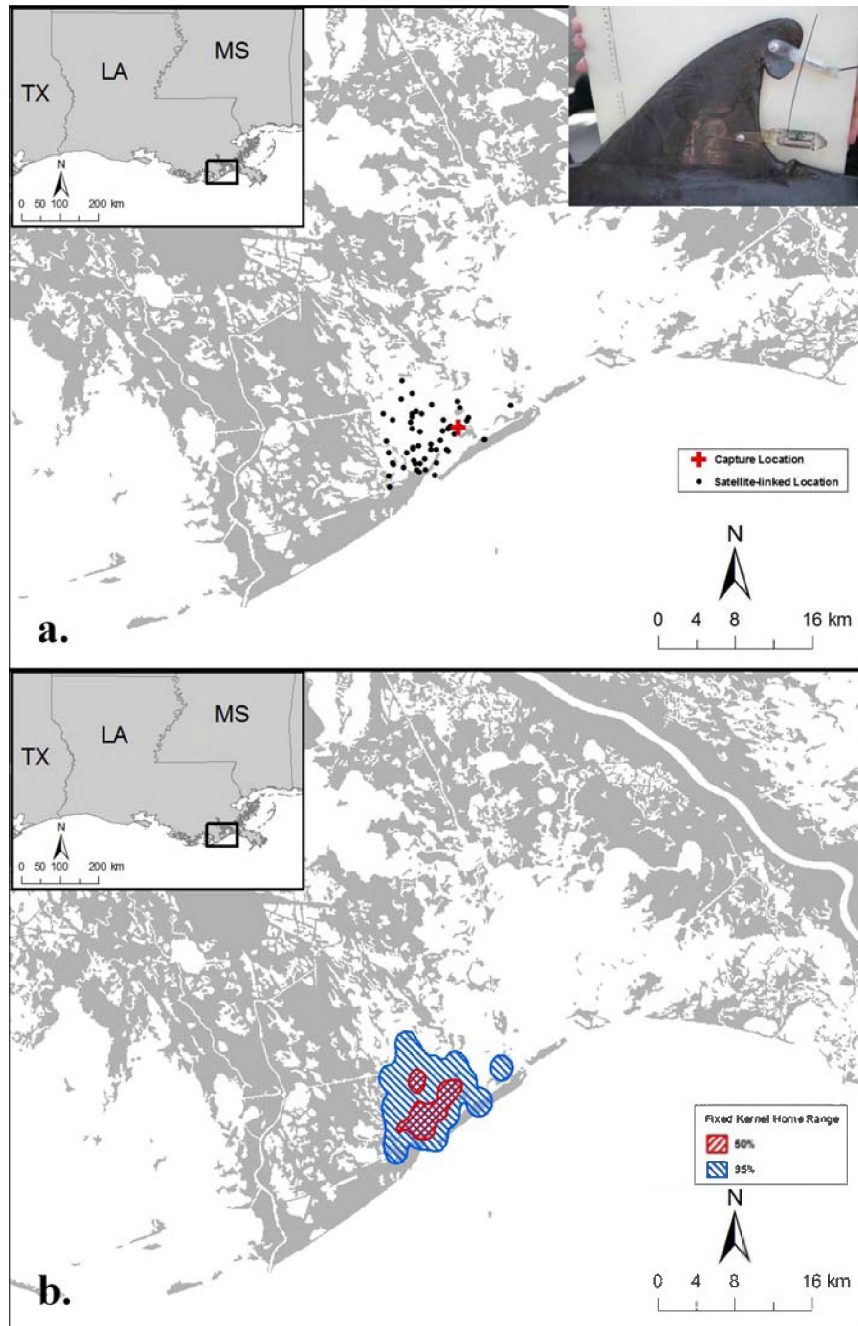 TX
LA
MS
N
0 50 100 200 km
Capture Location
Satellite-linked Location
N
0 4 8 16 km
a.
TX
LA
MS
N
0 50 100 200 km
Fixed Kernel Home Range
50%
95%
N
0 4 8 16 km
b.